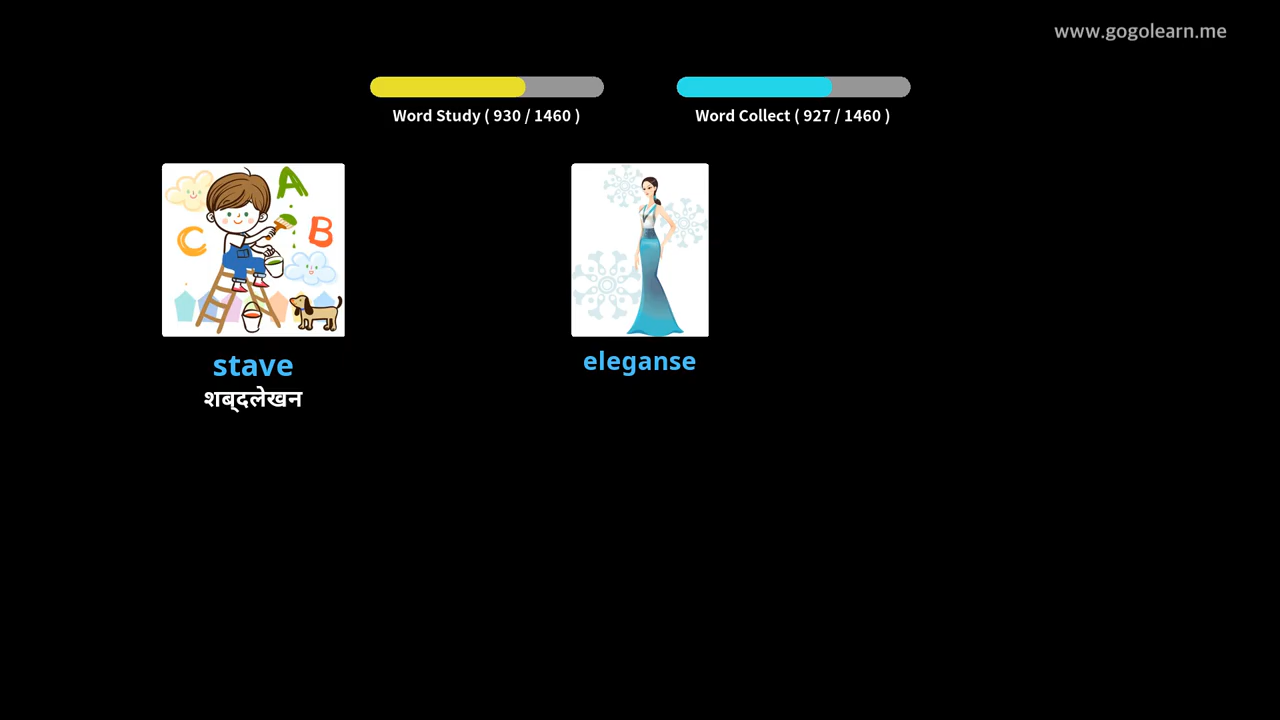 www.gogolearn.me
Word Study ( 930 / 1460 )
Word Collect ( 927 / 1460 )
A
B
C
stave
शब्दलेखन
eleganse